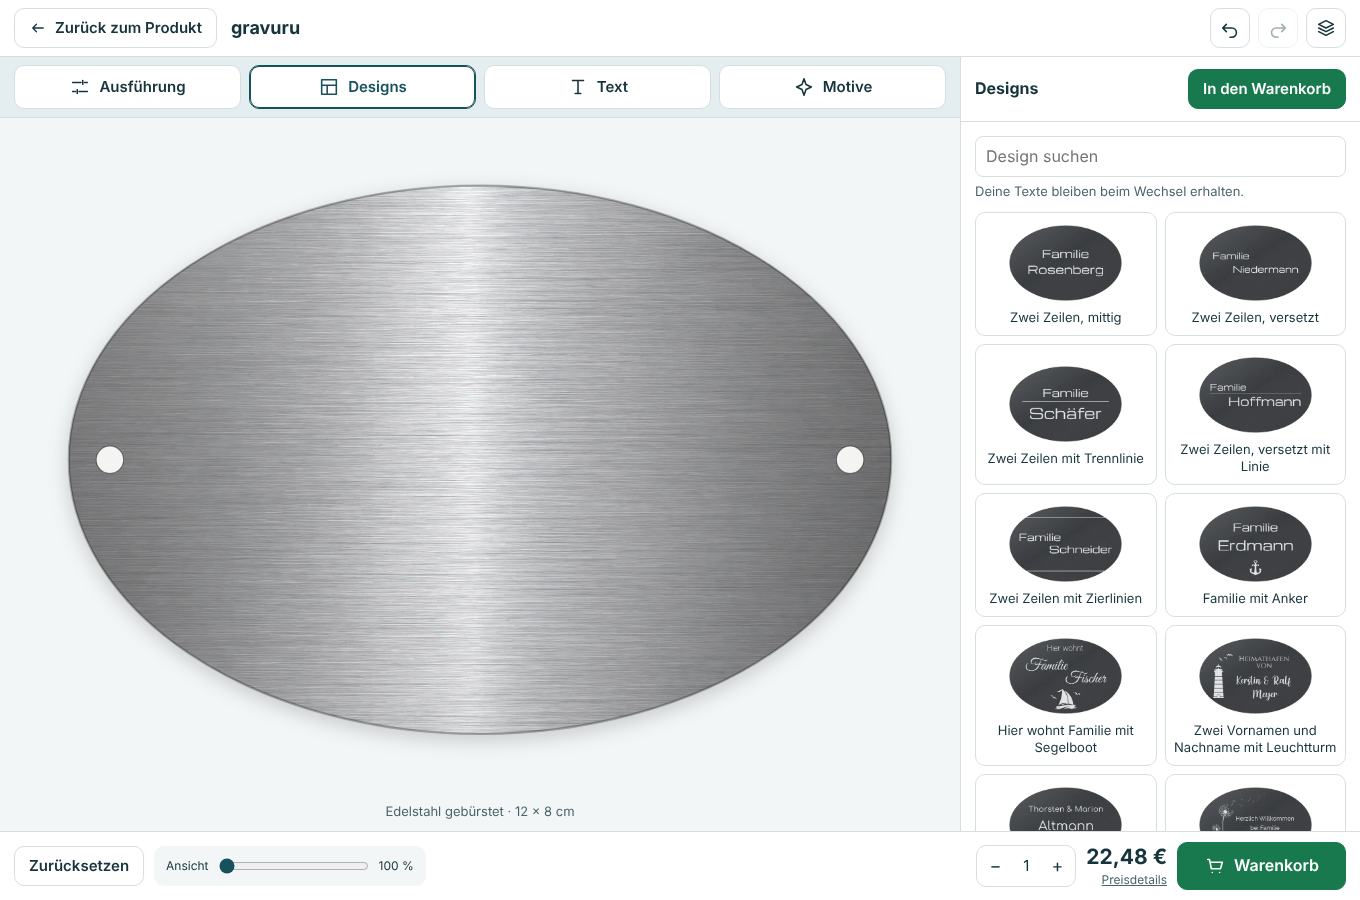 Zurück zum Produkt
gravuru
Ausführung
Designs
Text
Motive
Designs
In den Warenkorb
Design suchen
Deine Texte bleiben beim Wechsel erhalten.
Familie
Rosenberg
Zwei Zeilen, mittig
Familie
Niedermann
Zwei Zeilen, versetzt
Familie
Schäfer
Zwei Zeilen mit Trennlinie
Familie
Hoffmann
Zwei Zeilen, versetzt mit
Linie
Familie
Schneider
Zwei Zeilen mit Zierlinien
Familie
Erdmann
Familie mit Anker
Hier wohnt
Familie
Fischer
Hier wohnt Familie mit
Segelboot
Heimathafen
von
Kerstin & Ralf
Meyer
Zwei Vornamen und
Nachname mit Leuchtturm
Thorsten & Marion
Altmann
Herzlich Willkommen
bei Familie
Edelstahl gebürstet · 12 × 8 cm
Zurücksetzen
Ansicht
100 %
− 1 +
22,48 €
Preisdetails
Warenkorb